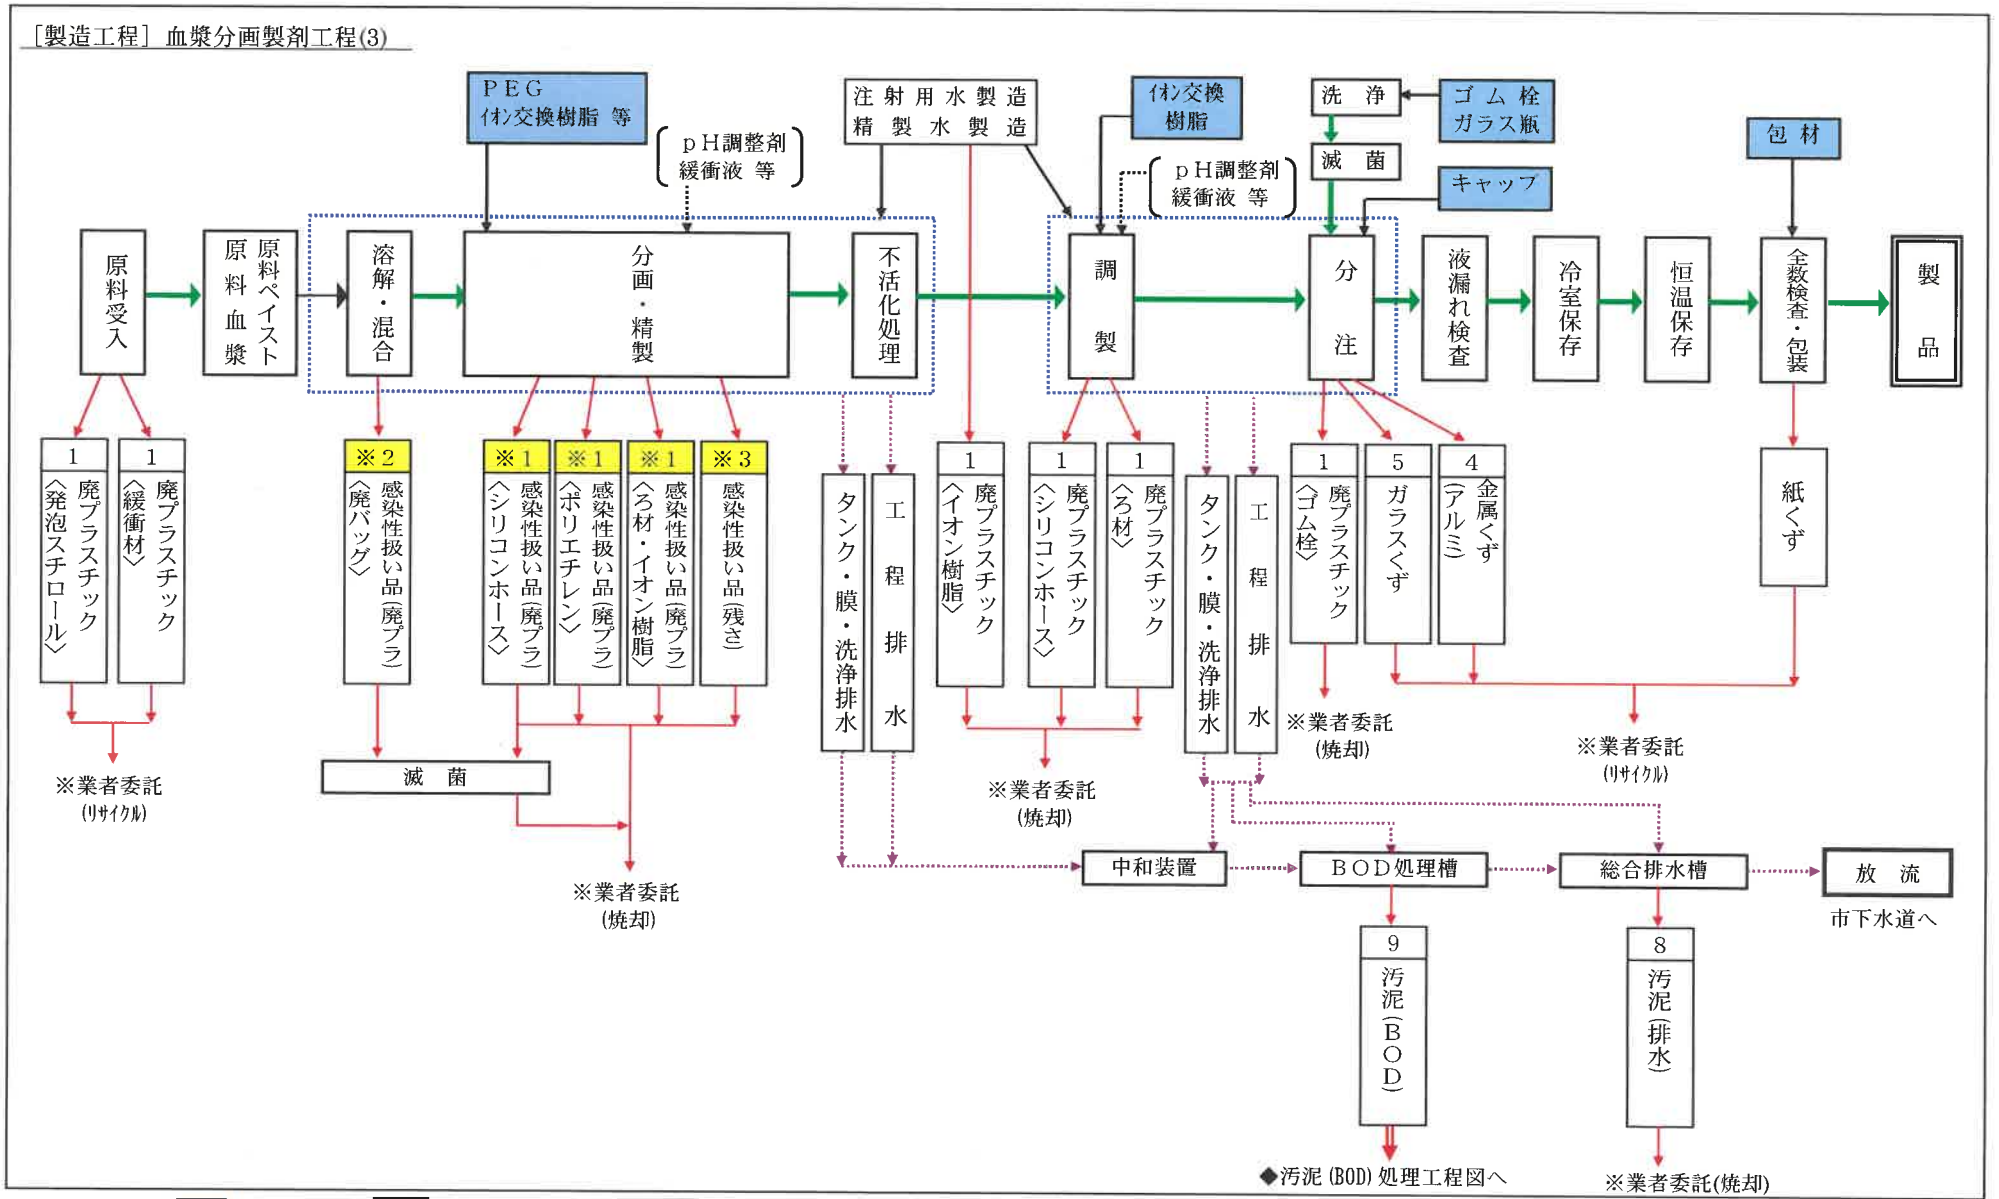 ［製造工程］ 血漿分画製剤工程(3)
ＰＥＧ
ｲｵﾝ交換樹脂 等
ｐＨ調整剤
緩衝液 等
注射用水製造
精製水製造
ｲｵﾝ交換
樹脂
ｐＨ調整剤
緩衝液 等
洗 浄
滅 菌
ゴム栓
ガラス瓶
キャップ
包 材
原料受入
原料ペイスト
原料血漿
溶解・混合
分画・精製
不活化処理
調製
分注
液漏れ検査
冷室保存
恒温保存
全数検査・包装
製品
1
廃プラスチック
〈発泡スチロール〉
1
廃プラスチック
〈緩衝材〉
※2
感染性扱い品(廃プラ)
〈廃バッグ〉
※1
感染性扱い品(廃プラ)
〈シリコンホース〉
※1
感染性扱い品(廃プラ)
〈ポリエチレン〉
※1
感染性扱い品(廃プラ)
〈ろ材・イオン樹脂〉
※3
感染性扱い品(残さ)
タンク・膜・洗浄排水
工程排水
1
廃プラスチック
〈イオン樹脂〉
1
廃プラスチック
〈シリコンホース〉
1
廃プラスチック
〈ろ材〉
タンク・膜・洗浄排水
工程排水
1
廃プラスチック
〈ゴム栓〉
5
ガラスくず
4
金属くず
(アルミ)
紙くず
※業者委託
(ﾘｻｲｸﾙ)
滅 菌
※業者委託
(焼却)
※業者委託
(焼却)
※業者委託
(焼却)
※業者委託
(ﾘｻｲｸﾙ)
中和装置
ＢＯＤ処理槽
総合排水槽
放 流
市下水道へ
9
汚泥(ＢＯＤ)
8
汚泥(排水)
◆汚泥(BOD)処理工程図へ
※業者委託(焼却)